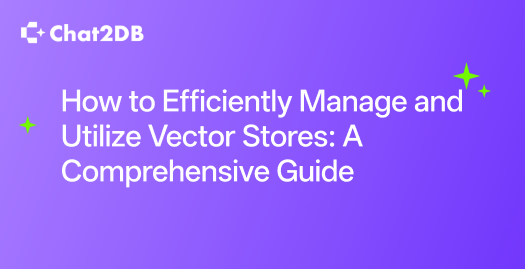 Chat2DB
How to Efficiently Manage and
Utilize Vector Stores: A
Comprehensive Guide